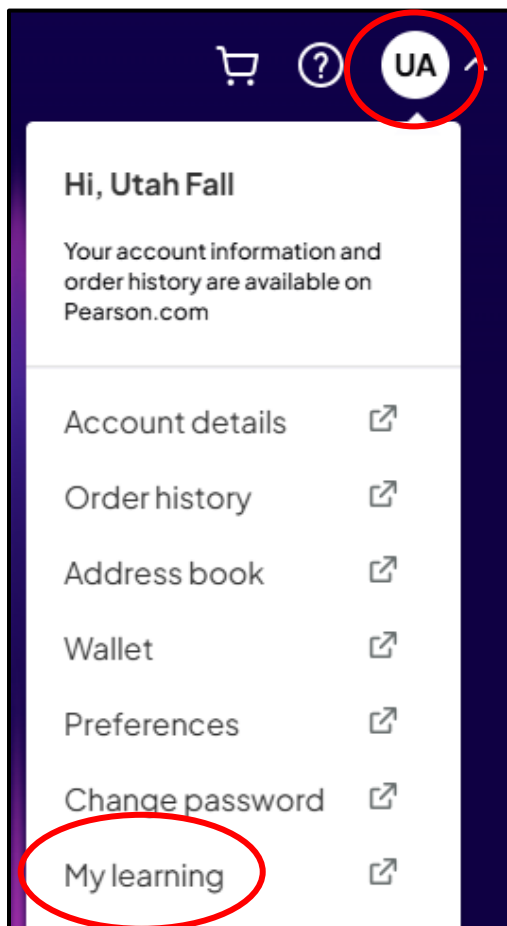 UA
Hi, Utah Fall
Your account information and
order history are available on
Pearson.com
Account details
Order history
Address book
Wallet
Preferences
Change password
My learning